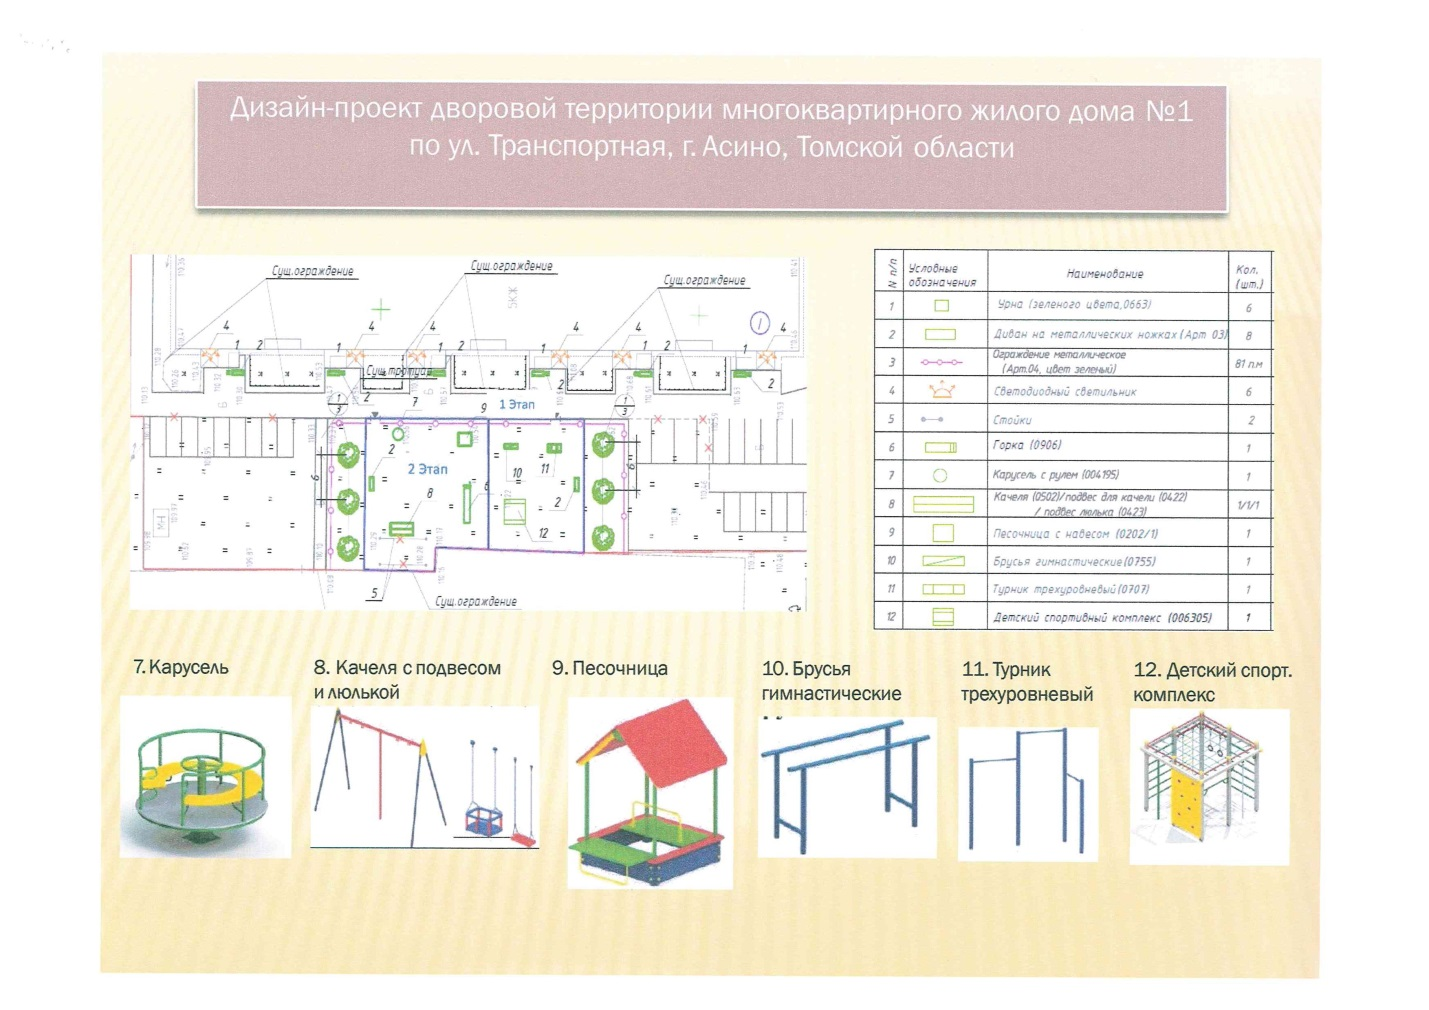 Дизайн-проект дворовой территории многоквартирного жилого дома №1
по ул. Транспортная, г. Асино, Томской области
Сущ.ограждение
Сущ.ограждение
Сущ.ограждение
5КЖ
Сущ.тротуар
1 Этап
2 Этап
Сущ.ограждение
N п/п Условные обозначения Наименование Кол. (шт.)
1 Урна (зеленого цвета,0663) 6
2 Диван на металлических ножках (Арт 03) 8
3 Ограждение металлическое (Арт.04, цвет зеленый) 81 п.м
4 Светодиодный светильник 6
5 Стойки 2
6 Горка (0906) 1
7 Карусель с рулем (004195) 1
8 Качеля (0502)/подвес для качели (0422) / подвес люлька (0423) 1/1/1
9 Песочница с навесом (0202/1) 1
10 Брусья гимнастические (0755) 1
11 Турник трехуровневый (0707) 1
12 Детский спортивный комплекс (006305) 1
7. Карусель
8. Качеля с подвесом
и люлькой
9. Песочница
10. Брусья
гимнастические
11. Турник
трехуровневый
12. Детский спорт.
комплекс